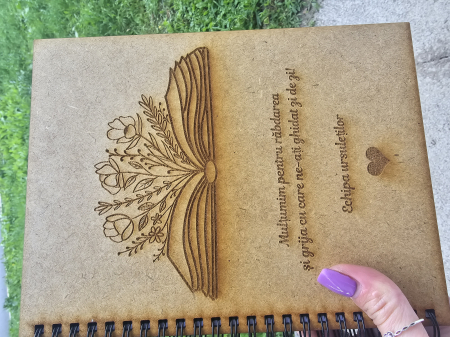 Mulțumim pentru răbdarea
și grija cu care ne-ați ghidat zi de zi!
Echipa ursuleților